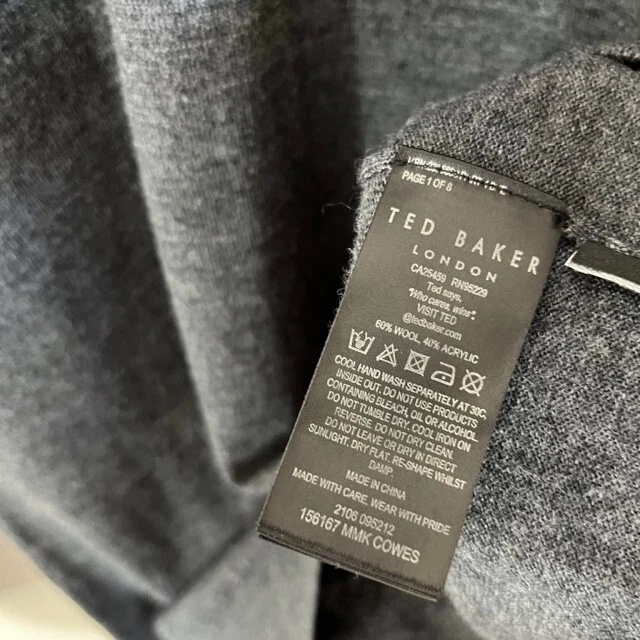 PAGE 1 OF 6
TED BAKER
LONDON
CA25459 RN95229
Ted says,
"Who cares, wins".
VISIT TED
@tedbaker.com
60% WOOL 40% ACRYLIC
COOL HAND WASH SEPARATELY AT 30C.
INSIDE OUT. DO NOT USE PRODUCTS
CONTAINING BLEACH, OIL OR ALCOHOL
DO NOT TUMBLE DRY. COOL IRON ON
REVERSE. DO NOT DRY CLEAN.
DO NOT LEAVE OR DRY IN DIRECT
SUNLIGHT. DRY FLAT. RE-SHAPE WHILST
DAMP
MADE IN CHINA
MADE WITH CARE, WEAR WITH PRIDE
2108 095212
156167 MMK COWES